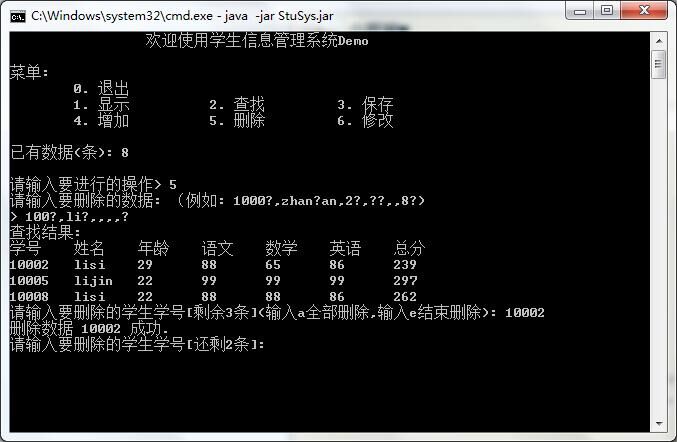 C:\Windows\system32\cmd.exe - java  -jar StuSys.jar
欢迎使用学生信息管理系统Demo
菜单:
0. 退出
1. 显示 2. 查找 3. 保存
4. 增加 5. 删除 6. 修改
已有数据(条): 8
请输入要进行的操作> 5
请输入要删除的数据: (例如: 1000?,zhan?an,2?,??,,8?)
> 100?,li?,,,,?
查找结果:
学号 姓名 年龄 语文 数学 英语 总分
10002 lisi 29 88 65 86 239
10005 lijin 22 99 99 99 297
10008 lisi 22 88 88 86 262
请输入要删除的学生学号[剩余3条](输入a全部删除,输入e结束删除): 10002
删除数据 10002 成功.
请输入要删除的学生学号[还剩2条]: